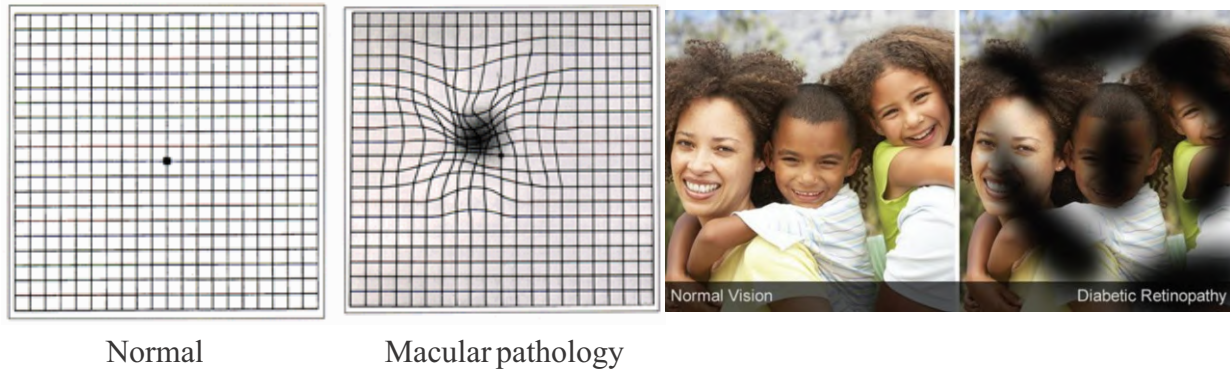 Normal Vision
Diabetic Retinopathy
Normal
Macular pathology